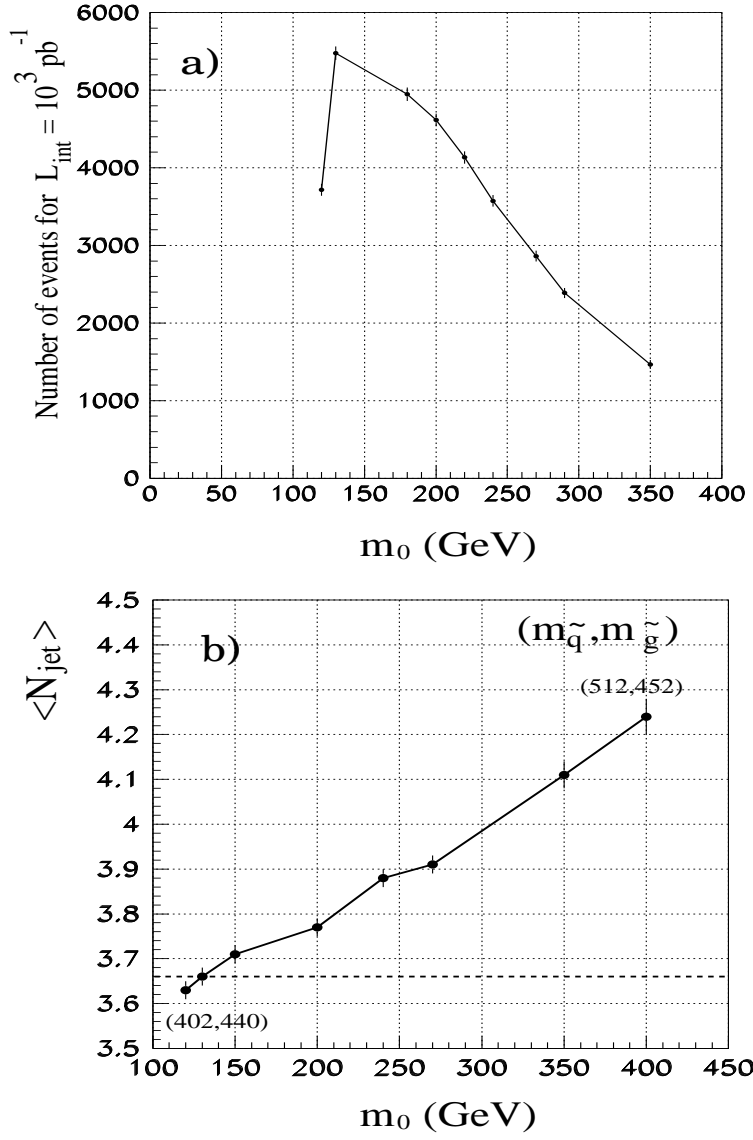 a)
Number of events for L_int = 10^3 pb^-1
6000
5000
4000
3000
2000
1000
0
0 50 100 150 200 250 300 350 400
m₀ (GeV)
b)
(m_q̃,m_g̃)
<N_jet>
4.5
4.4
4.3
4.2
4.1
4
3.9
3.8
3.7
3.6
3.5
(512,452)
(402,440)
100 150 200 250 300 350 400 450
m₀ (GeV)